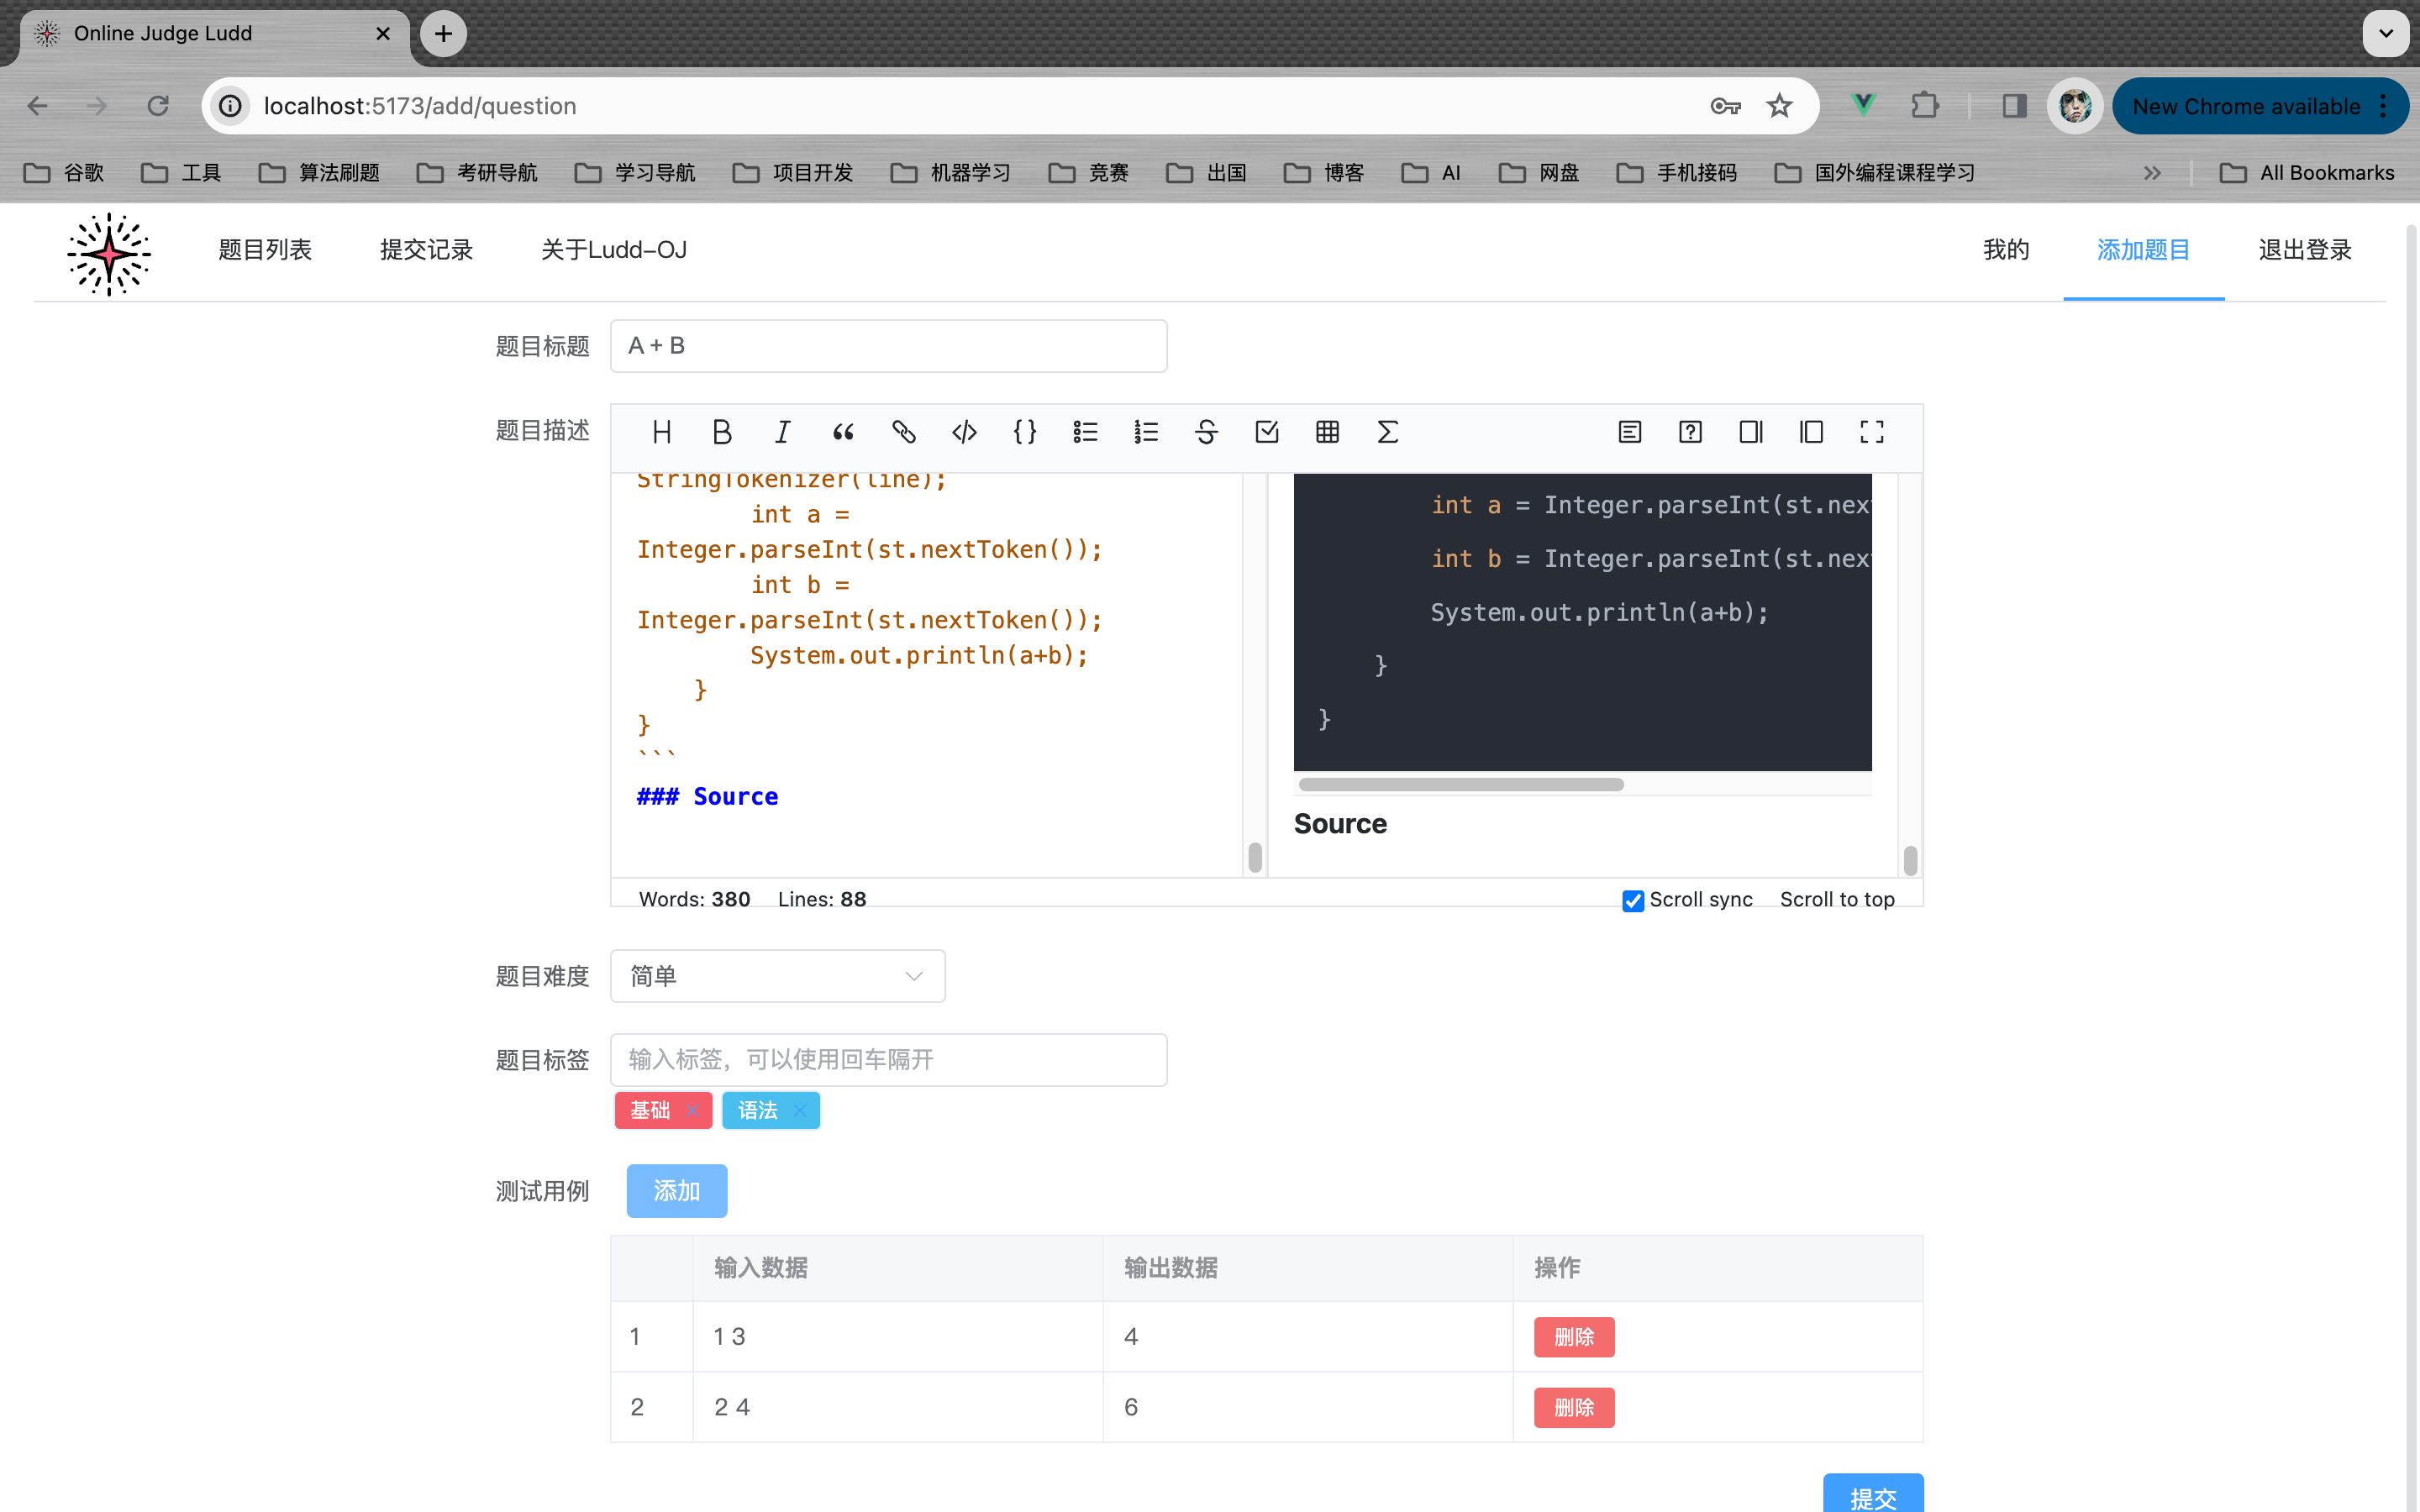 Online Judge Ludd
localhost:5173/add/question
New Chrome available
谷歌 工具 算法刷题 考研导航 学习导航 项目开发 机器学习 竞赛 出国 博客 AI 网盘 手机接码 国外编程课程学习 All Bookmarks
题目列表 提交记录 关于Ludd-OJ 我的 添加题目 退出登录
题目标题 A + B
题目描述
StringTokenizer(line);
int a =
Integer.parseInt(st.nextToken());
int b =
Integer.parseInt(st.nextToken());
System.out.println(a+b);
}
}
```
### Source
int a = Integer.parseInt(st.nex
int b = Integer.parseInt(st.nex
System.out.println(a+b);
}
}
Source
Words: 380 Lines: 88 Scroll sync Scroll to top
题目难度 简单
题目标签 输入标签，可以使用回车隔开
基础 语法
测试用例 添加
输入数据 输出数据 操作
1 1 3 4 删除
2 2 4 6 删除
提交